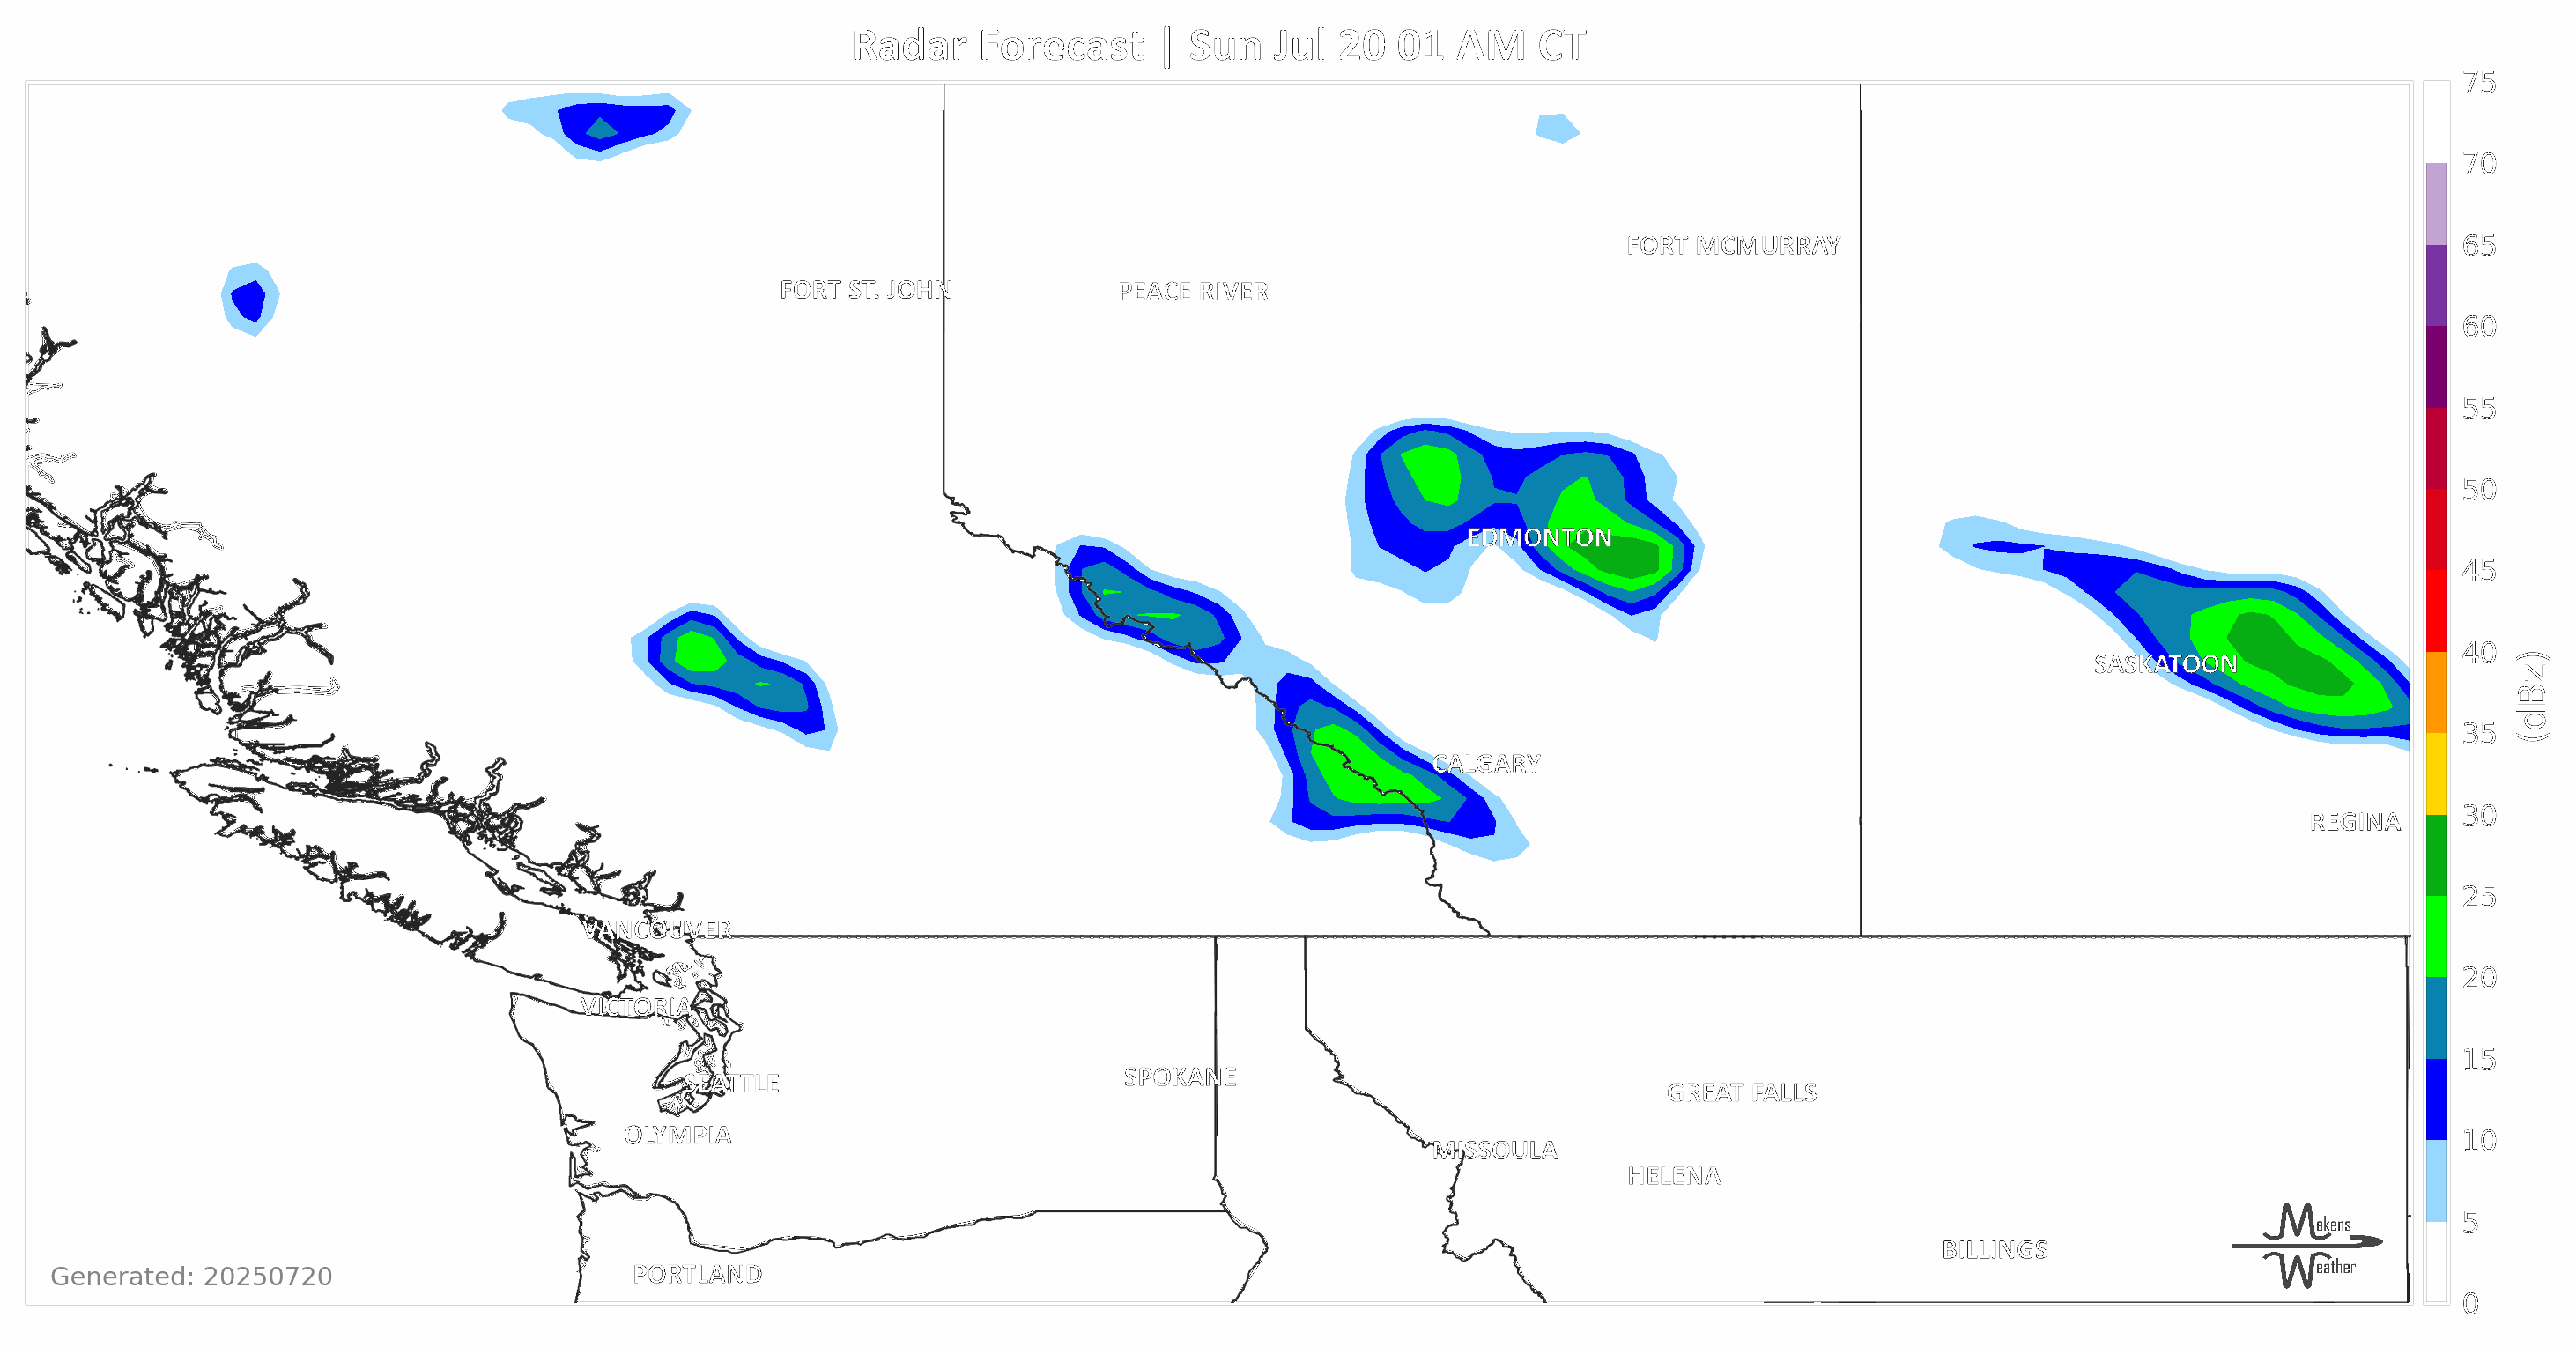 Radar Forecast | Sun Jul 20 01 AM CT
75
70
FORT MCMURRAY
65
FORT ST. JOHN
PEACE RIVER
60
55
50
EDMONTON
45
SASKATOON
40
(dBz)
35
CALGARY
REGINA
30
25
VANCOUVER
20
VICTORIA
15
SEATTLE
SPOKANE
GREAT FALLS
OLYMPIA
10
MISSOULA
HELENA
5
Makens
Weather
BILLINGS
Generated: 20250720
PORTLAND
0